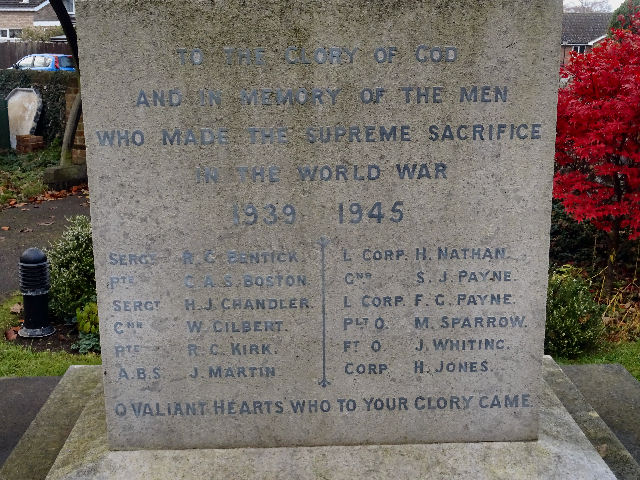 TO THE GLORY OF GOD
AND IN MEMORY OF THE MEN
WHO MADE THE SUPREME SACRIFICE
IN THE WORLD WAR
1939 1945
SERGT R. C. BENTICK.
PTE C. A. S. BOSTON.
SERGT H. J. CHANDLER.
GNR W. GILBERT.
PTE R. C. KIRK.
A.B.S J. MARTIN
L CORP. H. NATHAN.
GNR S. J. PAYNE.
L CORP. F. G. PAYNE.
PLT O. M. SPARROW.
FT O J. WHITING.
CORP. H. JONES.
O VALIANT HEARTS WHO TO YOUR GLORY CAME.